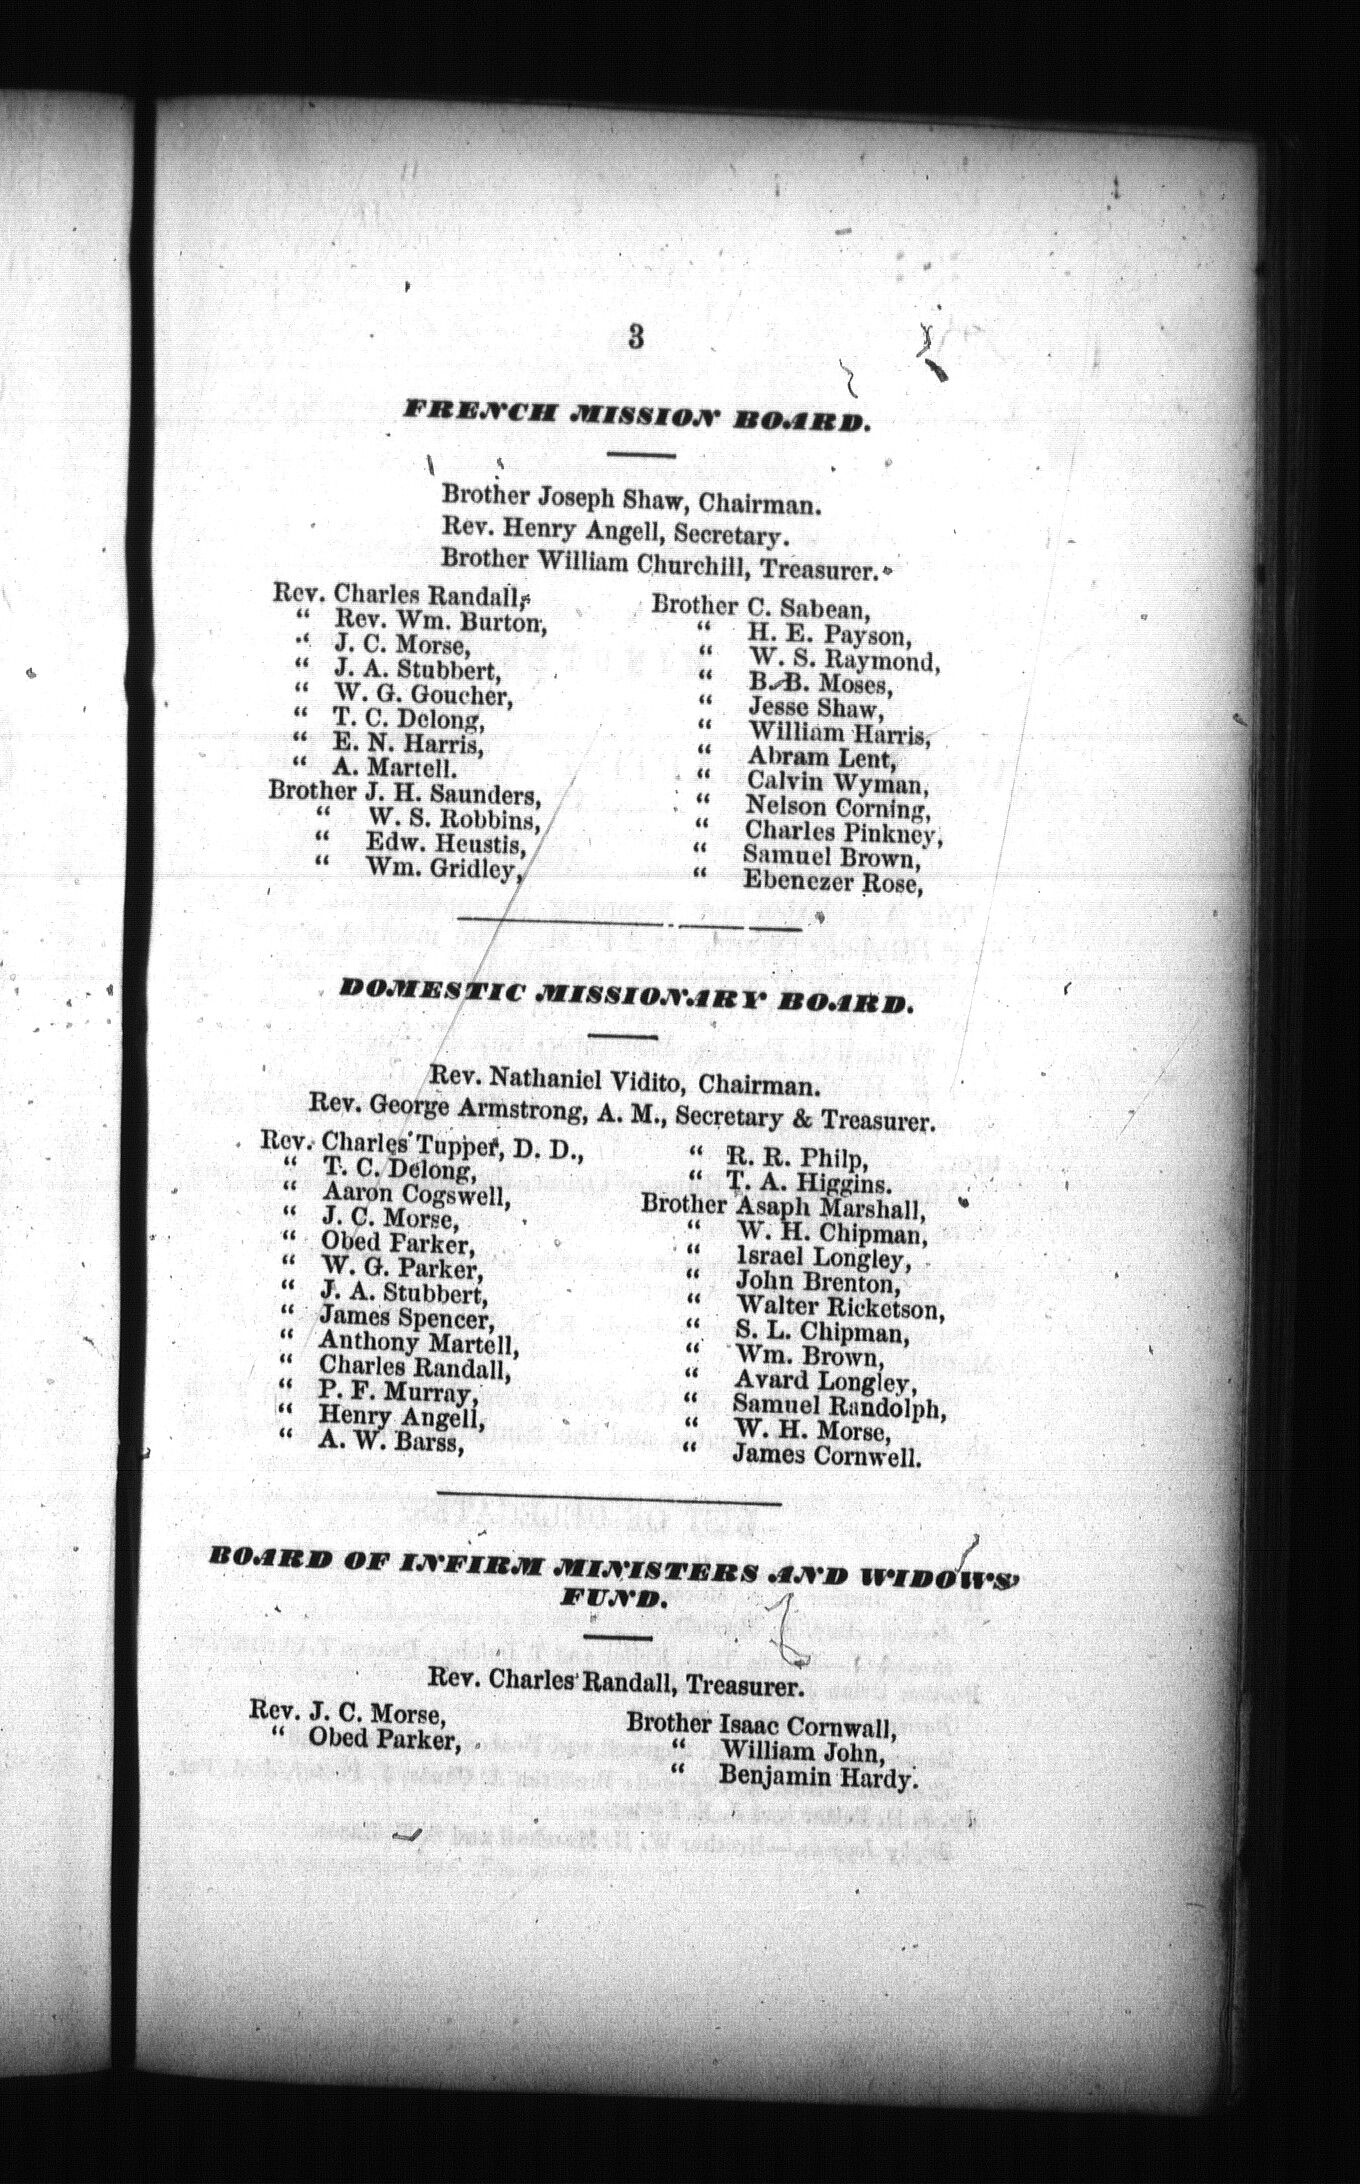 3
FRENCH MISSION BOARD.
Brother Joseph Shaw, Chairman.
Rev. Henry Angell, Secretary.
Brother William Churchill, Treasurer.
Rev. Charles Randall,
“ Rev. Wm. Burton,
“ J. C. Morse,
“ J. A. Stubbert,
“ W. G. Goucher,
“ T. C. Delong,
“ E. N. Harris,
“ A. Martell.
Brother J. H. Saunders,
“ W. S. Robbins,
“ Edw. Heustis,
“ Wm. Gridley,
Brother C. Sabean,
“ H. E. Payson,
“ W. S. Raymond,
“ B. B. Moses,
“ Jesse Shaw,
“ William Harris,
“ Abram Lent,
“ Calvin Wyman,
“ Nelson Corning,
“ Charles Pinkney,
“ Samuel Brown,
“ Ebenezer Rose,
DOMESTIC MISSIONARY BOARD.
Rev. Nathaniel Vidito, Chairman.
Rev. George Armstrong, A. M., Secretary & Treasurer.
Rev. Charles Tupper, D. D.,
“ T. C. Delong,
“ Aaron Cogswell,
“ J. C. Morse,
“ Obed Parker,
“ W. G. Parker,
“ J. A. Stubbert,
“ James Spencer,
“ Anthony Martell,
“ Charles Randall,
“ P. F. Murray,
“ Henry Angell,
“ A. W. Barss,
“ R. R. Philp,
“ T. A. Higgins.
Brother Asaph Marshall,
“ W. H. Chipman,
“ Israel Longley,
“ John Brenton,
“ Walter Ricketson,
“ S. L. Chipman,
“ Wm. Brown,
“ Avard Longley,
“ Samuel Randolph,
“ W. H. Morse,
“ James Cornwell.
BOARD OF INFIRM MINISTERS AND WIDOWS'
FUND.
Rev. Charles Randall, Treasurer.
Rev. J. C. Morse,
“ Obed Parker,
Brother Isaac Cornwall,
“ William John,
“ Benjamin Hardy.